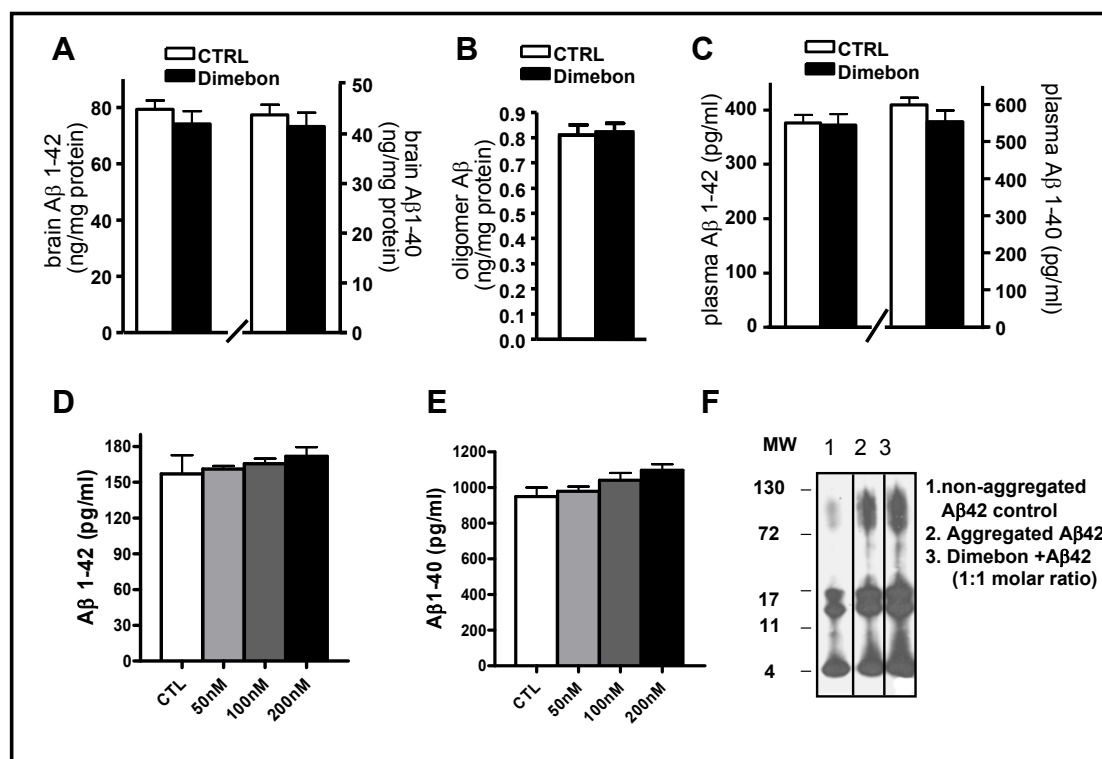 A
CTRL
Dimebon
brain Aβ 1-42
(ng/mg protein)
80
60
40
20
0
50
40
30
20
10
0
brain Aβ1-40
(ng/mg protein)
B
CTRL
Dimebon
oligomer Aβ
(ng/mg protein)
0.9
0.8
0.7
0.6
0.5
0.4
0.3
0.2
0.1
0.0
C
CTRL
Dimebon
plasma Aβ 1-42 (pg/ml)
400
300
200
100
0
600
500
400
300
200
100
0
plasma Aβ 1-40 (pg/ml)
D
Aβ 1-42 (pg/ml)
180
150
120
90
60
30
0
CTL
50nM
100nM
200nM
E
Aβ1-40 (pg/ml)
1200
1000
800
600
400
200
0
CTL
50nM
100nM
200nM
F
MW 1 2 3
130
72
17
11
4
1.non-aggregated
Aβ42 control
2. Aggregated Aβ42
3. Dimebon +Aβ42
(1:1 molar ratio)